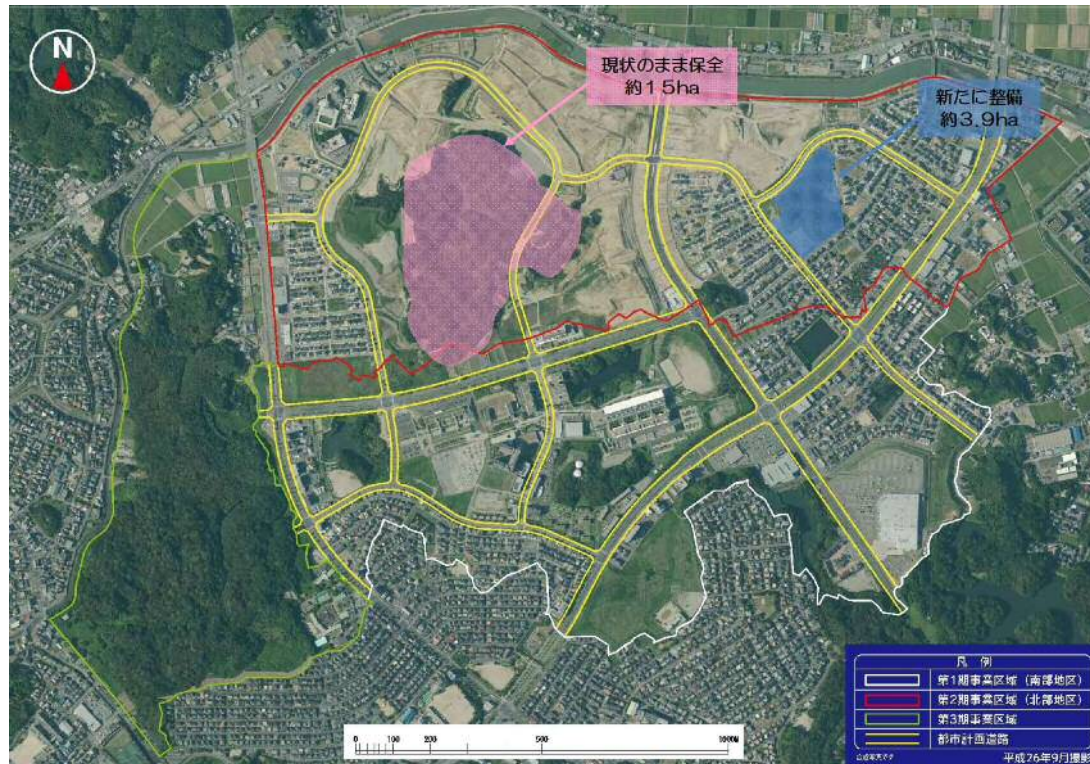 N
現状のまま保全
約15ha
新たに整備
約3.9ha
凡 例
第1期事業区域（南部地区）
第2期事業区域（北部地区）
第3期事業区域
都市計画道路
平成26年9月撮影
0 100 200 500 1000M